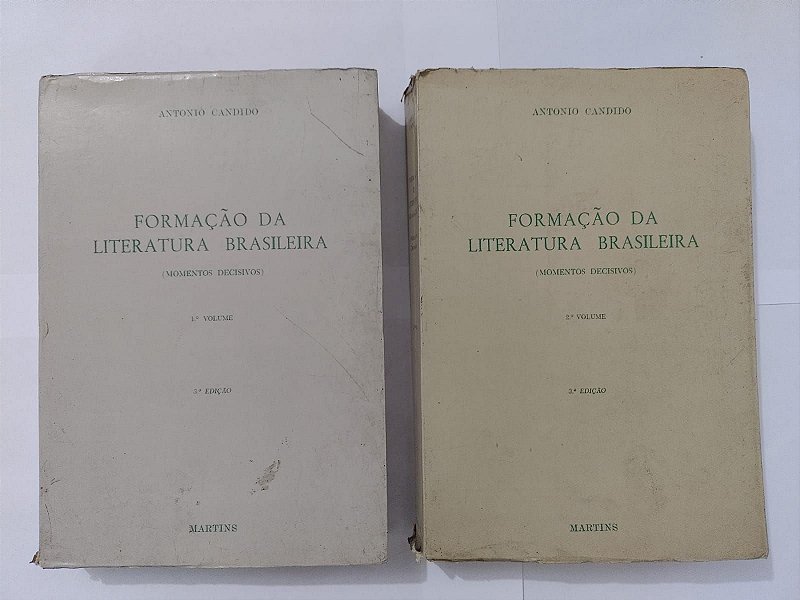 ANTONIO CANDIDO
FORMAÇÃO DA
LITERATURA BRASILEIRA
(MOMENTOS DECISIVOS)
1.º VOLUME
3.ª EDIÇÃO
MARTINS
ANTONIO CANDIDO
FORMAÇÃO DA
LITERATURA BRASILEIRA
(MOMENTOS DECISIVOS)
2.º VOLUME
3.ª EDIÇÃO
MARTINS